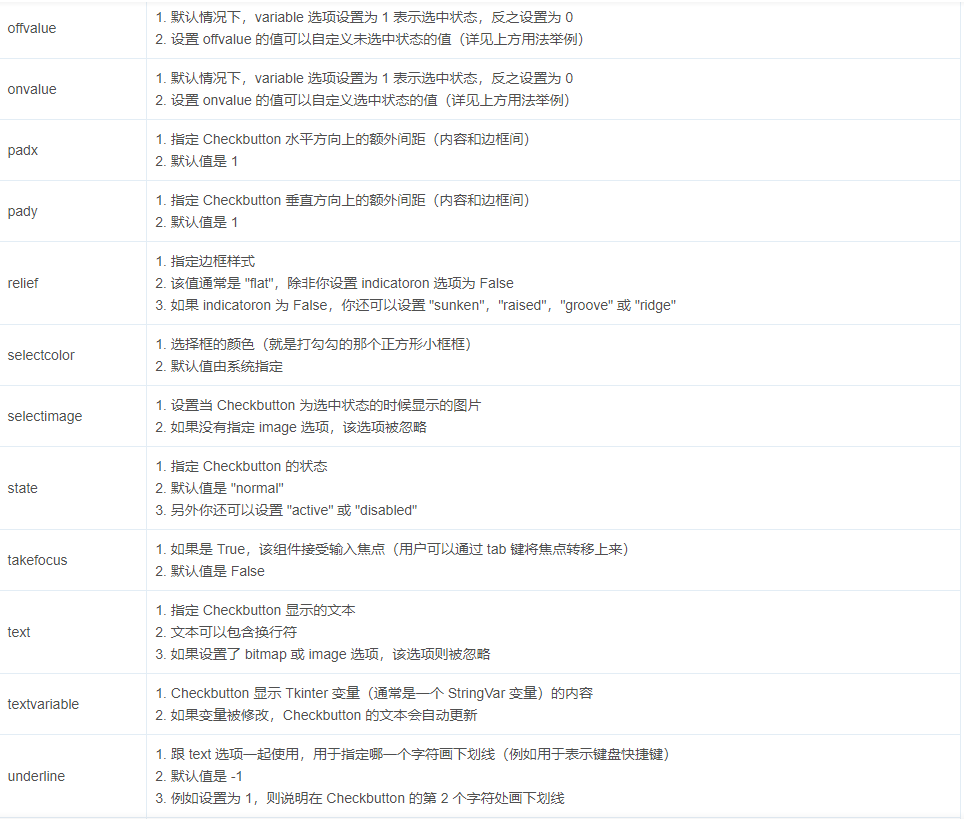 offvalue
1. 默认情况下，variable 选项设置为 1 表示选中状态，反之设置为 0
2. 设置 offvalue 的值可以自定义未选中状态的值（详见上方用法举例）
onvalue
1. 默认情况下，variable 选项设置为 1 表示选中状态，反之设置为 0
2. 设置 onvalue 的值可以自定义选中状态的值（详见上方用法举例）
padx
1. 指定 Checkbutton 水平方向上的额外间距（内容和边框间）
2. 默认值是 1
pady
1. 指定 Checkbutton 垂直方向上的额外间距（内容和边框间）
2. 默认值是 1
relief
1. 指定边框样式
2. 该值通常是 "flat"，除非你设置 indicatoron 选项为 False
3. 如果 indicatoron 为 False，你还可以设置 "sunken"，"raised"，"groove" 或 "ridge"
selectcolor
1. 选择框的颜色（就是打勾勾的那个正方形小框框）
2. 默认值由系统指定
selectimage
1. 设置当 Checkbutton 为选中状态的时候显示的图片
2. 如果没有指定 image 选项，该选项被忽略
state
1. 指定 Checkbutton 的状态
2. 默认值是 "normal"
3. 另外你还可以设置 "active" 或 "disabled"
takefocus
1. 如果是 True，该组件接受输入焦点（用户可以通过 tab 键将焦点转移上来）
2. 默认值是 False
text
1. 指定 Checkbutton 显示的文本
2. 文本可以包含换行符
3. 如果设置了 bitmap 或 image 选项，该选项则被忽略
textvariable
1. Checkbutton 显示 Tkinter 变量（通常是一个 StringVar 变量）的内容
2. 如果变量被修改，Checkbutton 的文本会自动更新
underline
1. 跟 text 选项一起使用，用于指定哪一个字符画下划线（例如用于表示键盘快捷键）
2. 默认值是 -1
3. 例如设置为 1，则说明在 Checkbutton 的第 2 个字符处画下划线